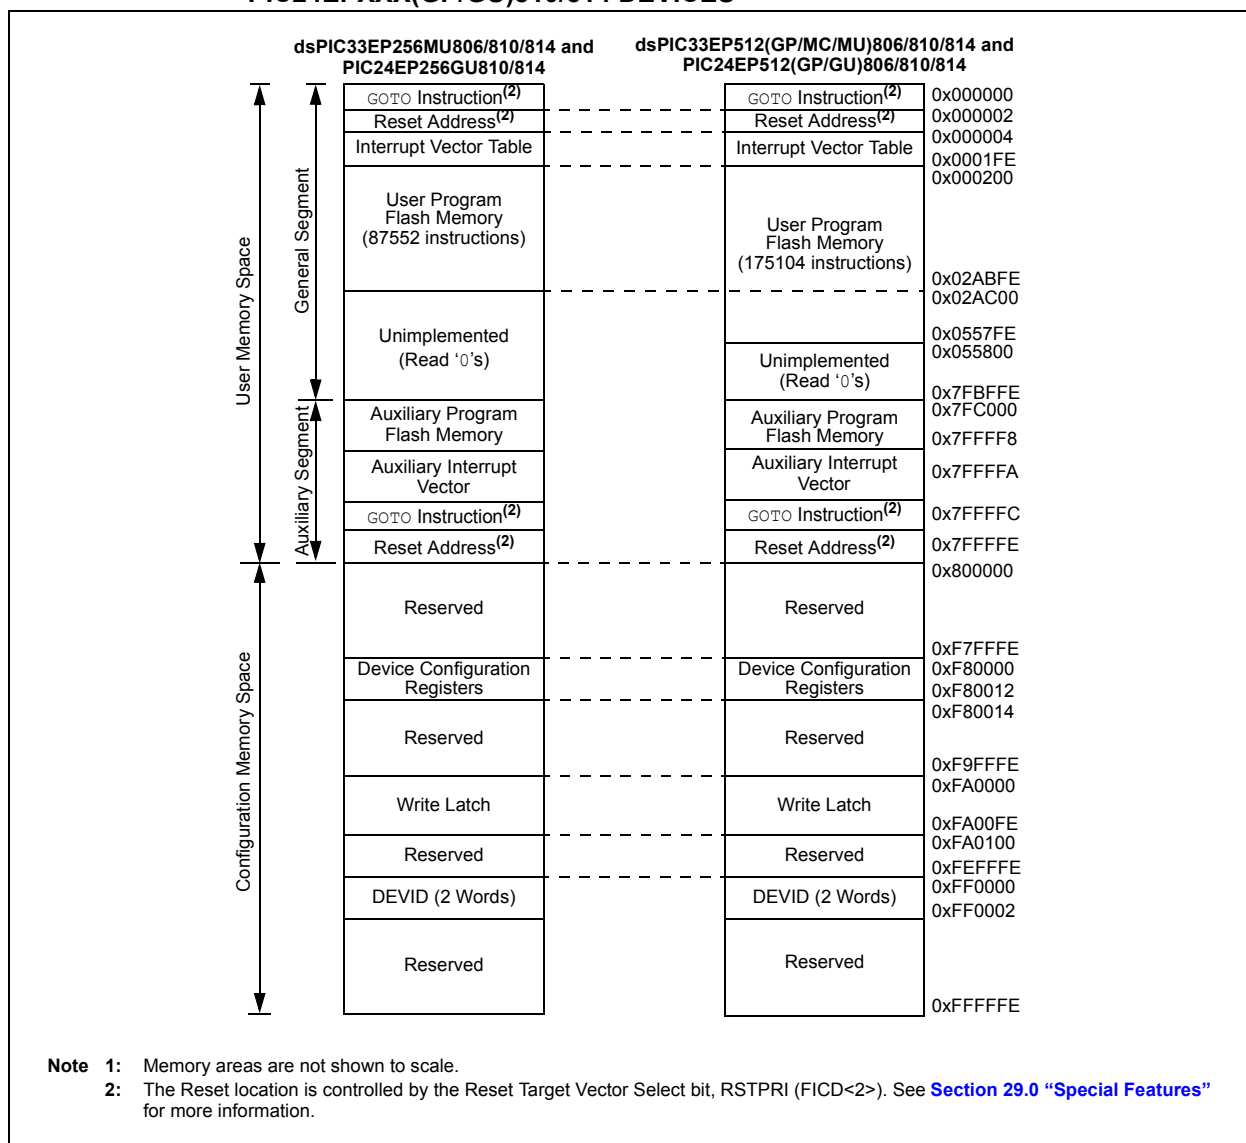 dsPIC33EP256MU806/810/814 and
PIC24EP256GU810/814
dsPIC33EP512(GP/MC/MU)806/810/814 and
PIC24EP512(GP/GU)806/810/814
User Memory Space
General Segment
Auxiliary Segment
Configuration Memory Space
GOTO Instruction(2)
Reset Address(2)
Interrupt Vector Table
User Program
Flash Memory
(87552 instructions)
Unimplemented
(Read ‘0’s)
Auxiliary Program
Flash Memory
Auxiliary Interrupt
Vector
GOTO Instruction(2)
Reset Address(2)
Reserved
Device Configuration
Registers
Reserved
Write Latch
Reserved
DEVID (2 Words)
Reserved
GOTO Instruction(2)
Reset Address(2)
Interrupt Vector Table
User Program
Flash Memory
(175104 instructions)
Unimplemented
(Read ‘0’s)
Auxiliary Program
Flash Memory
Auxiliary Interrupt
Vector
GOTO Instruction(2)
Reset Address(2)
Reserved
Device Configuration
Registers
Reserved
Write Latch
Reserved
DEVID (2 Words)
Reserved
0x000000
0x000002
0x000004
0x0001FE
0x000200
0x02ABFE
0x02AC00
0x0557FE
0x055800
0x7FBFFE
0x7FC000
0x7FFFF8
0x7FFFFA
0x7FFFFC
0x7FFFFE
0x800000
0xF7FFFE
0xF80000
0xF80012
0xF80014
0xF9FFFE
0xFA0000
0xFA00FE
0xFA0100
0xFEFFFE
0xFF0000
0xFF0002
0xFFFFFE
Note 1: Memory areas are not shown to scale.
2: The Reset location is controlled by the Reset Target Vector Select bit, RSTPRI (FICD<2>). See Section 29.0 “Special Features”
for more information.